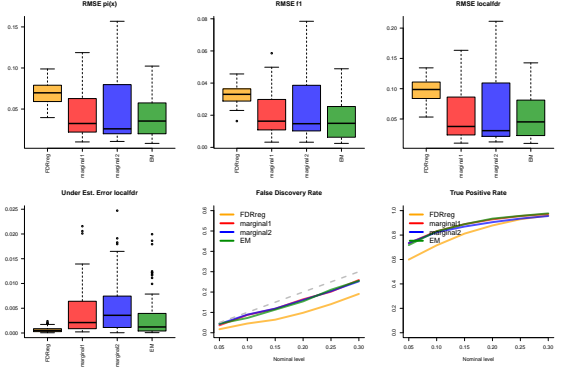 RMSE pi(x)
0.15
0.10
0.05
FDRreg
marginal1
marginal2
EM
RMSE f1
0.08
0.04
0.00
FDRreg
marginal1
marginal2
EM
RMSE localfdr
0.20
0.15
0.10
0.05
FDRreg
marginal1
marginal2
EM
Under Est. Error localfdr
0.025
0.020
0.015
0.010
0.005
0.000
FDRreg
marginal1
marginal2
EM
False Discovery Rate
0.6
0.5
0.4
0.3
0.2
0.1
0.0
FDRreg
marginal1
marginal2
EM
0.05 0.10 0.15 0.20 0.25 0.30
Nominal level
True Positive Rate
1.0
0.8
0.6
0.4
0.2
0.0
FDRreg
marginal1
marginal2
EM
0.05 0.10 0.15 0.20 0.25 0.30
Nominal level